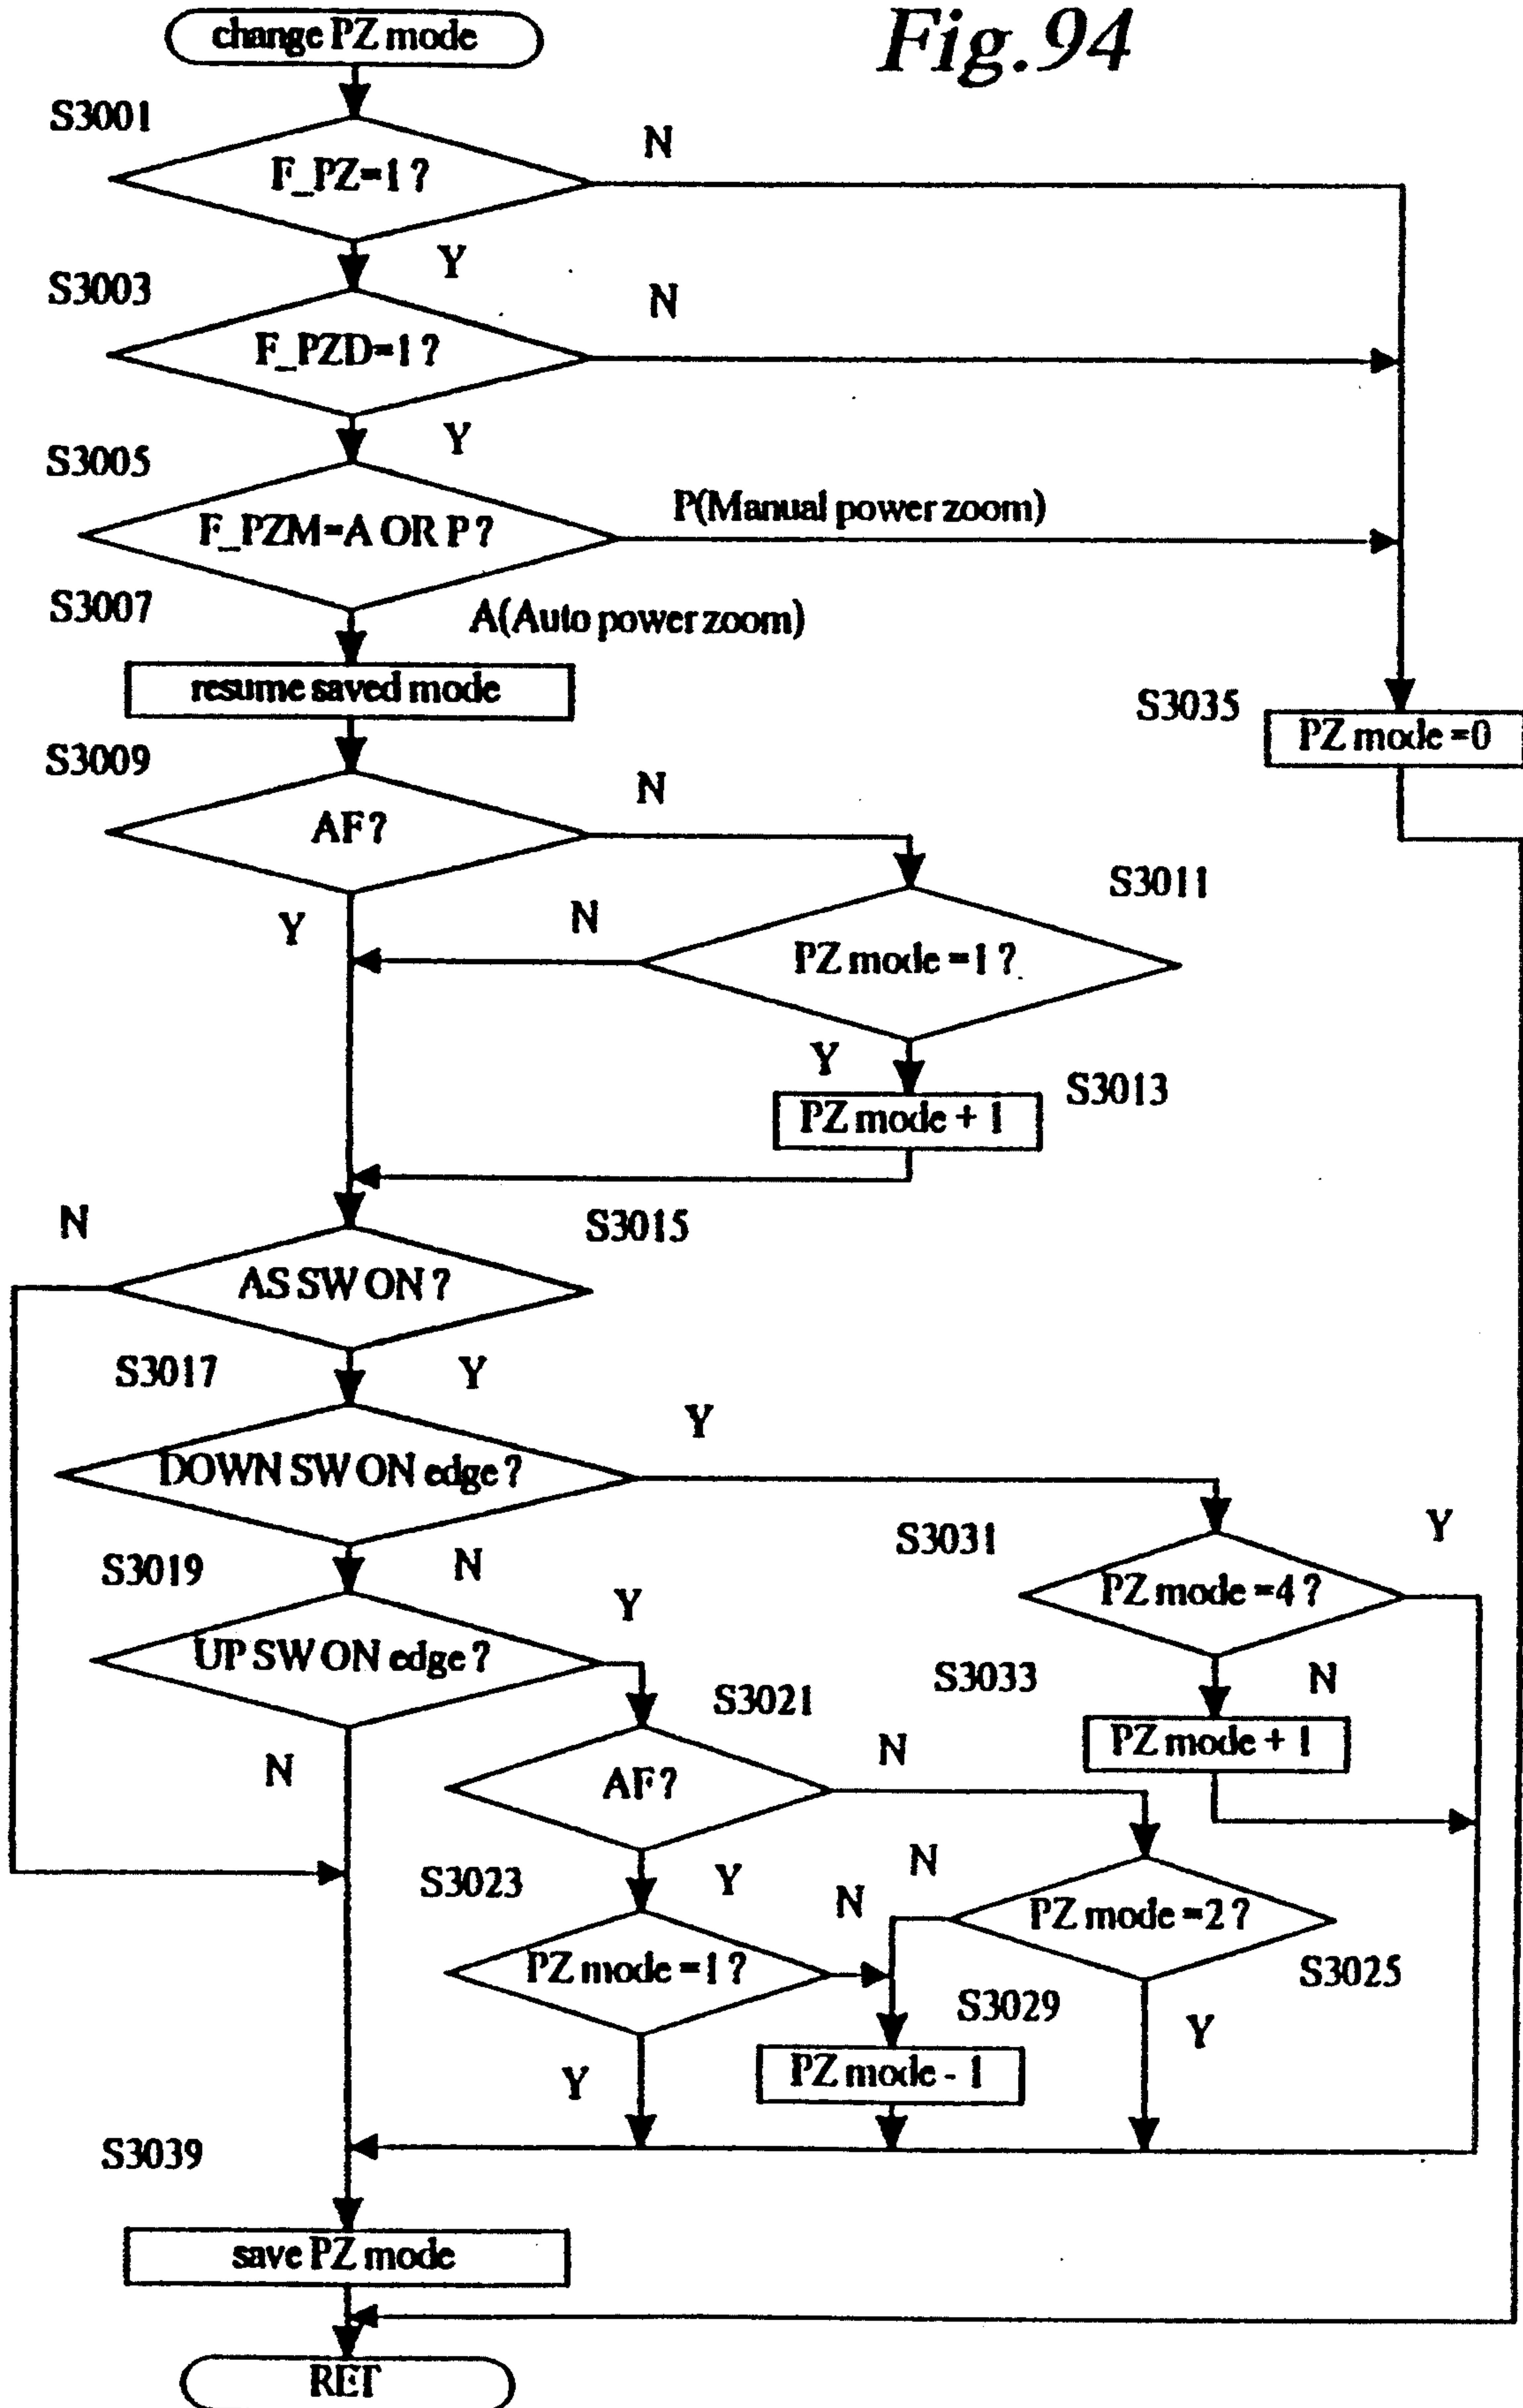 Fig.94
change PZ mode
S3001
F_PZ=1?
N
Y
S3003
F_PZD=1?
N
Y
S3005
F_PZM=A OR P?
P(Manual power zoom)
S3007
A(Auto power zoom)
resume saved mode
S3035
PZ mode =0
S3009
AF?
N
Y
S3011
N
PZ mode =1?
Y
S3013
PZ mode + 1
N
S3015
AS SW ON?
S3017
Y
DOWN SW ON edge?
Y
S3019
N
S3031
PZ mode =4?
Y
UP SW ON edge?
Y
N
S3033
N
PZ mode + 1
S3021
AF?
N
Y
S3023
PZ mode =1?
N
N
PZ mode =2?
S3025
S3029
PZ mode - 1
Y
Y
S3039
save PZ mode
RET